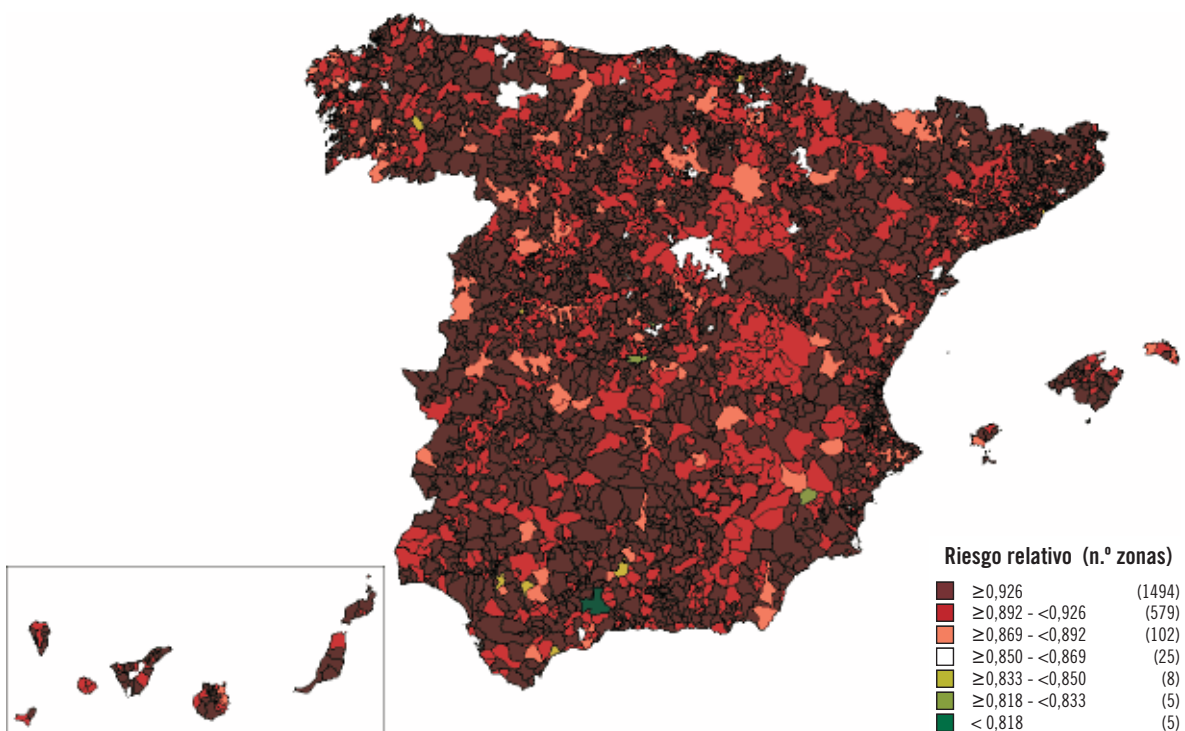 Riesgo relativo (n.º zonas)
≥0,926 (1494)
≥0,892 - <0,926 (579)
≥0,869 - <0,892 (102)
≥0,850 - <0,869 (25)
≥0,833 - <0,850 (8)
≥0,818 - <0,833 (5)
< 0,818 (5)